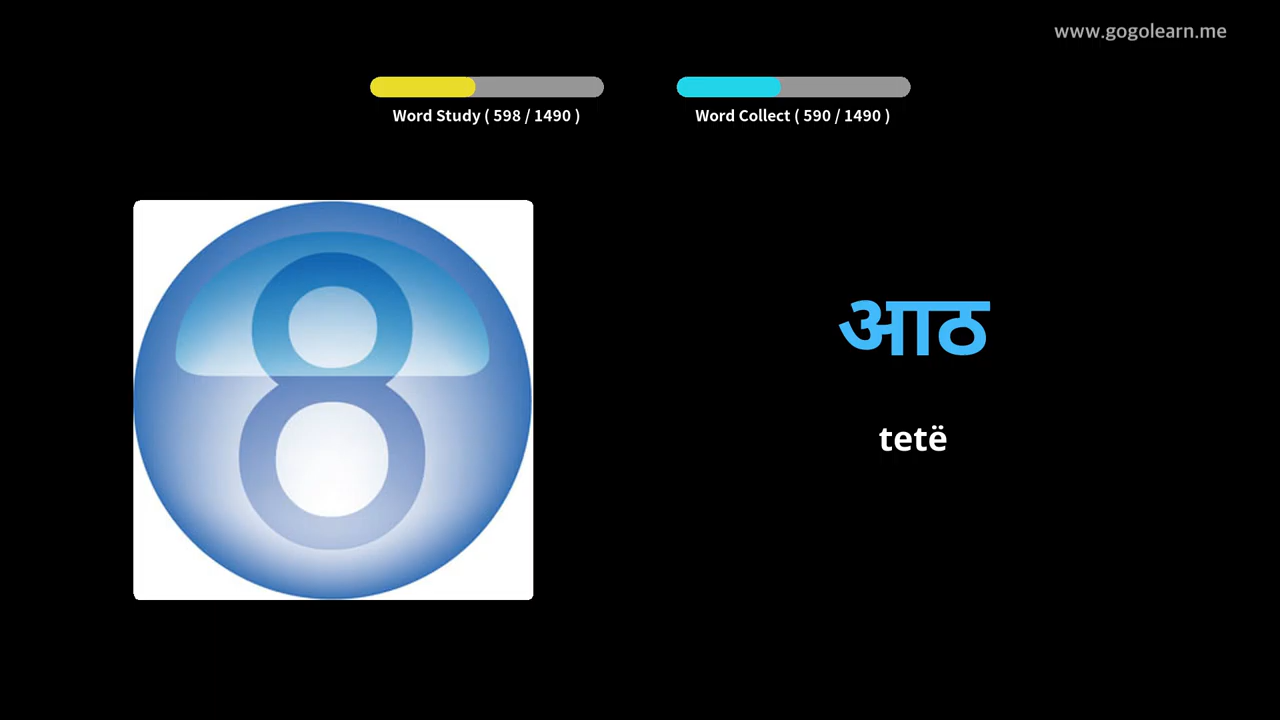 www.gogolearn.me
Word Study ( 598 / 1490 )
Word Collect ( 590 / 1490 )
8
आठ
tetë